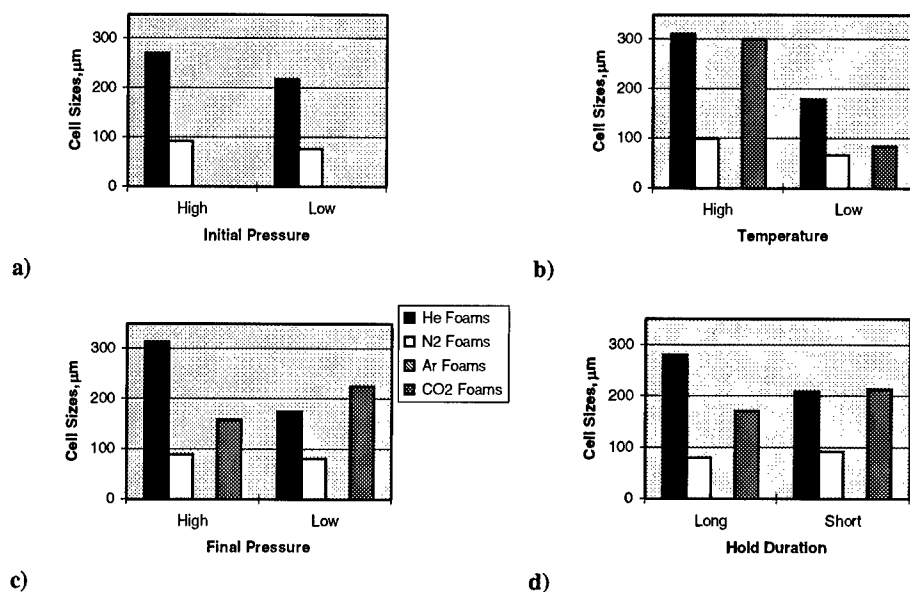 300
200
100
0
Cell Sizes, µm
High
Low
Initial Pressure
a)
300
200
100
0
Cell Sizes, µm
High
Low
Temperature
b)
300
200
100
0
Cell Sizes, µm
High
Low
Final Pressure
c)
He Foams
N2 Foams
Ar Foams
CO2 Foams
300
200
100
0
Cell Sizes, µm
Long
Short
Hold Duration
d)